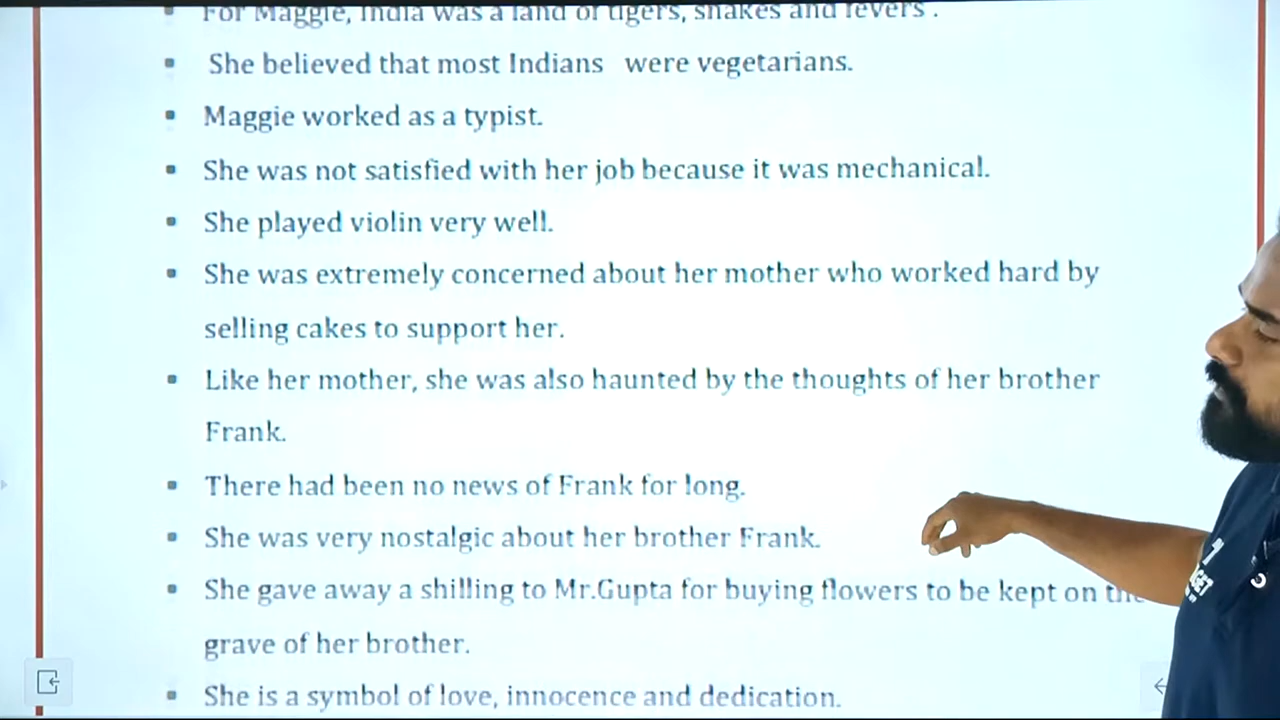 For Maggie, India was a land of tigers, snakes and fevers .
She believed that most Indians were vegetarians.
Maggie worked as a typist.
She was not satisfied with her job because it was mechanical.
She played violin very well.
She was extremely concerned about her mother who worked hard by
selling cakes to support her.
Like her mother, she was also haunted by the thoughts of her brother
Frank.
There had been no news of Frank for long.
She was very nostalgic about her brother Frank.
She gave away a shilling to Mr.Gupta for buying flowers to be kept on the
grave of her brother.
She is a symbol of love, innocence and dedication.